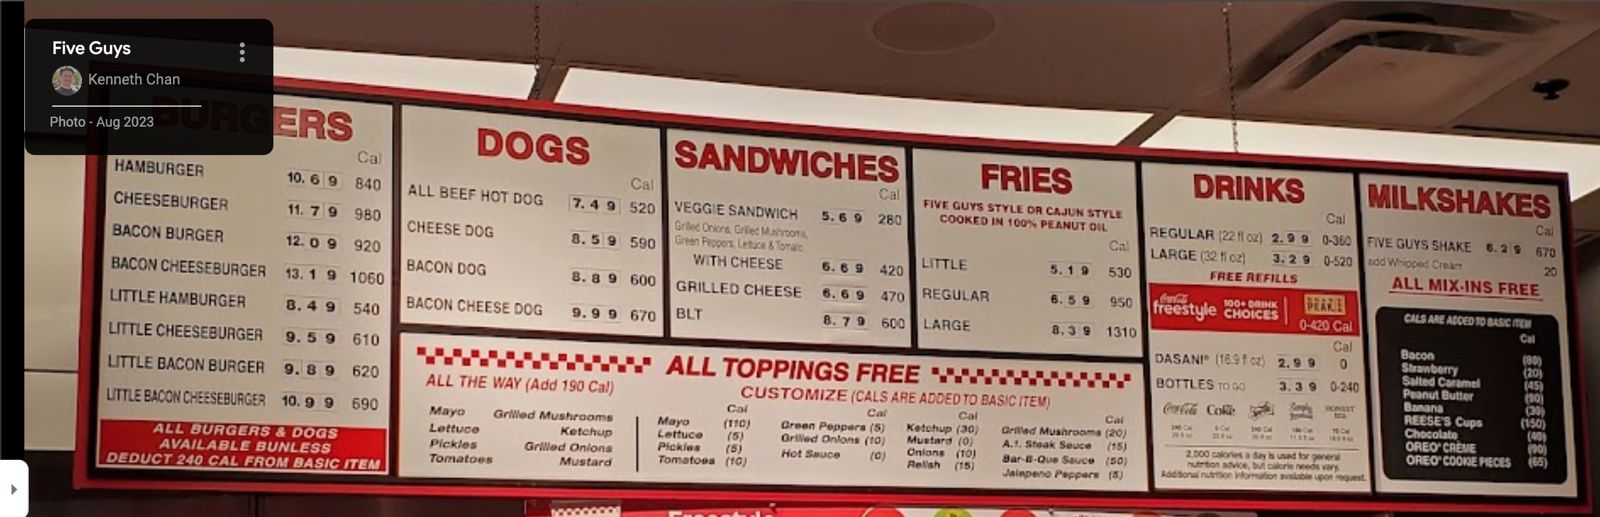 Five Guys
Kenneth Chan
Photo - Aug 2023
BURGERS
Cal
HAMBURGER 10.69 840
CHEESEBURGER 11.79 980
BACON BURGER 12.09 920
BACON CHEESEBURGER 13.19 1060
LITTLE HAMBURGER 8.49 540
LITTLE CHEESEBURGER 9.59 610
LITTLE BACON BURGER 9.89 620
LITTLE BACON CHEESEBURGER 10.99 690
ALL BURGERS & DOGS
AVAILABLE BUNLESS
DEDUCT 240 CAL FROM BASIC ITEM
DOGS
Cal
ALL BEEF HOT DOG 7.49 520
CHEESE DOG 8.59 590
BACON DOG 8.89 600
BACON CHEESE DOG 9.99 670
SANDWICHES
Cal
VEGGIE SANDWICH 5.69 280
Grilled Onions, Grilled Mushrooms,
Green Peppers, Lettuce & Tomato
WITH CHEESE 6.69 420
GRILLED CHEESE 6.69 470
BLT 8.79 600
FRIES
FIVE GUYS STYLE OR CAJUN STYLE
COOKED IN 100% PEANUT OIL
Cal
LITTLE 5.19 530
REGULAR 6.59 950
LARGE 8.39 1310
ALL TOPPINGS FREE
ALL THE WAY (Add 190 Cal)
Mayo Grilled Mushrooms
Lettuce Ketchup
Pickles Grilled Onions
Tomatoes Mustard
CUSTOMIZE (CALS ARE ADDED TO BASIC ITEM)
Cal
Mayo (110)
Lettuce (5)
Pickles (5)
Tomatoes (10)
Cal
Green Peppers (5)
Grilled Onions (10)
Hot Sauce (0)
Cal
Ketchup (30)
Mustard (0)
Onions (10)
Relish (15)
Cal
Grilled Mushrooms (20)
A.1. Steak Sauce (15)
Bar-B-Que Sauce (50)
Jalapeno Peppers (5)
DRINKS
Cal
REGULAR (22 fl oz) 2.99 0-360
LARGE (32 fl oz) 3.29 0-520
FREE REFILLS
Coca-Cola
freestyle
100+ DRINK
CHOICES
0-420 Cal
Cal
DASANI® (16.9 fl oz) 2.99 0
BOTTLES TO GO 3.39 0-240
Coca-Cola Coke
2,000 calories a day is used for general
nutrition advice, but calorie needs vary.
Additional nutrition information available upon request.
MILKSHAKES
Cal
FIVE GUYS SHAKE 6.29 670
add Whipped Cream 20
ALL MIX-INS FREE
CALS ARE ADDED TO BASIC ITEM
Cal
Bacon (80)
Strawberry (20)
Salted Caramel (45)
Peanut Butter (90)
Banana (30)
REESE'S Cups (150)
Chocolate
OREO® CRÈME (90)
OREO® COOKIE PIECES (65)
Freestyle